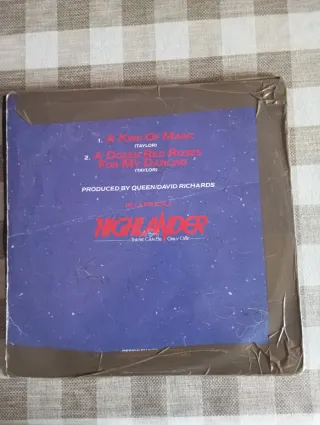 1. A Kind Of Magic
(TAYLOR)
2. A Dozen Red Roses
For My Darling
(TAYLOR)
PRODUCED BY QUEEN/DAVID RICHARDS
HIGHLANDER
There Can Be Only One